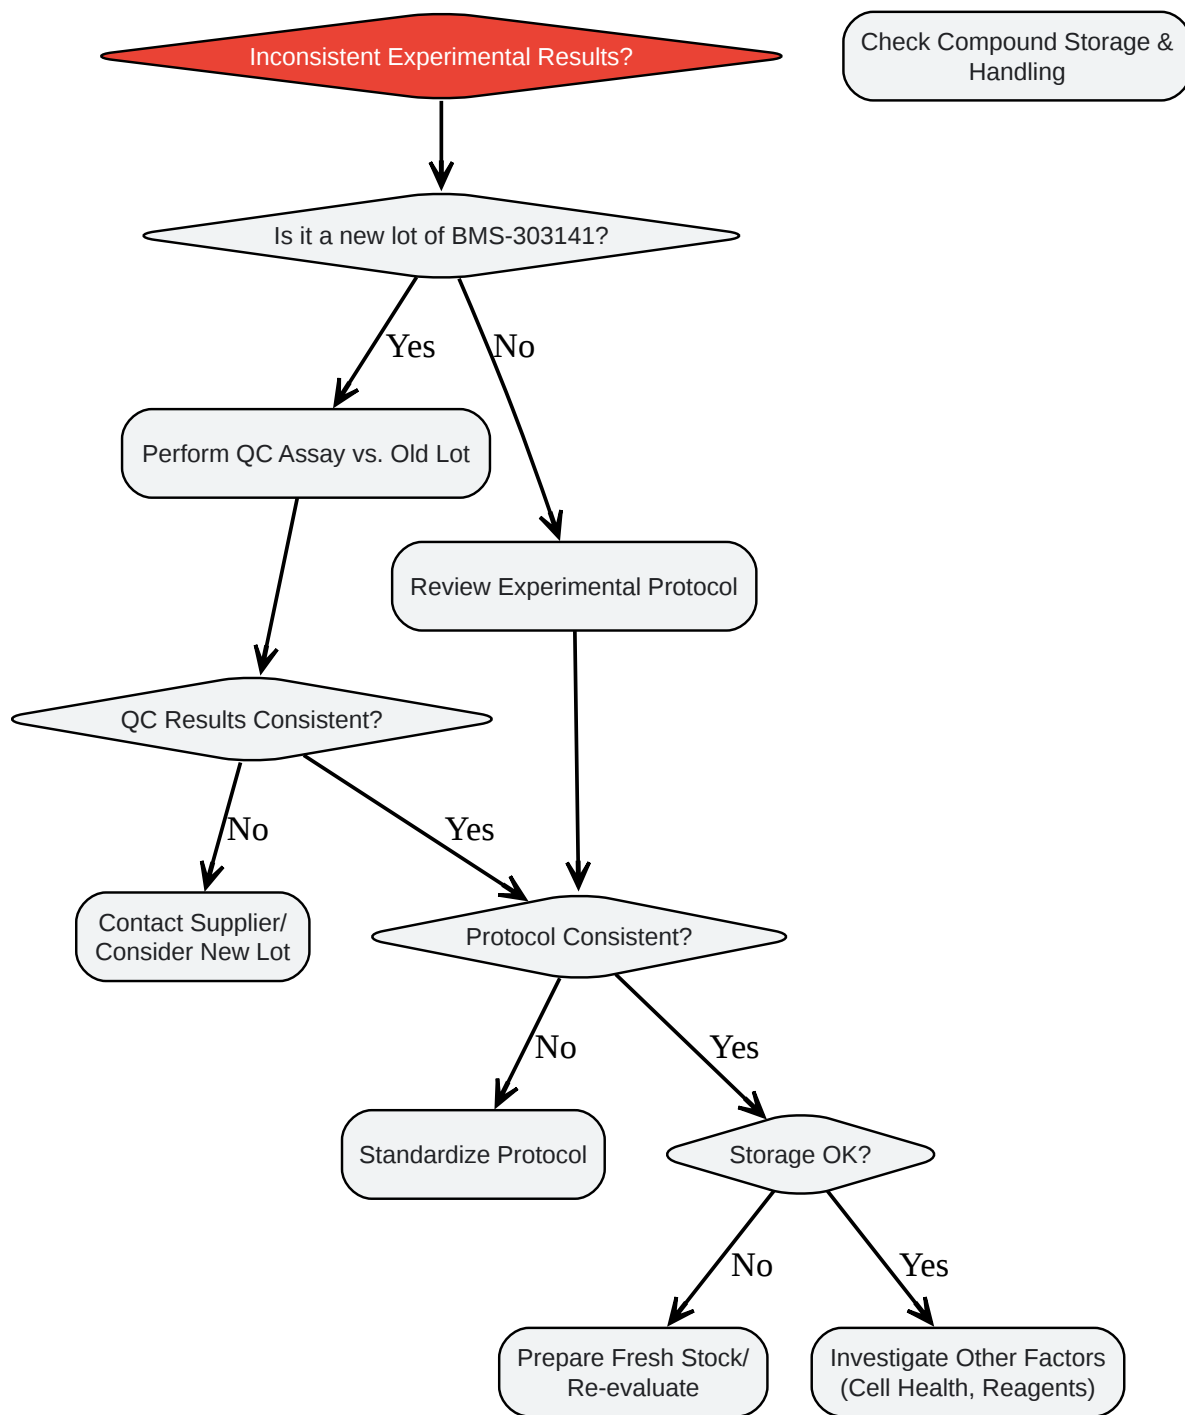 Inconsistent Experimental Results?
Check Compound Storage &
Handling
Is it a new lot of BMS-303141?
Yes
No
Perform QC Assay vs. Old Lot
Review Experimental Protocol
QC Results Consistent?
No
Yes
Contact Supplier/
Consider New Lot
Protocol Consistent?
No
Yes
Standardize Protocol
Storage OK?
No
Yes
Prepare Fresh Stock/
Re-evaluate
Investigate Other Factors
(Cell Health, Reagents)